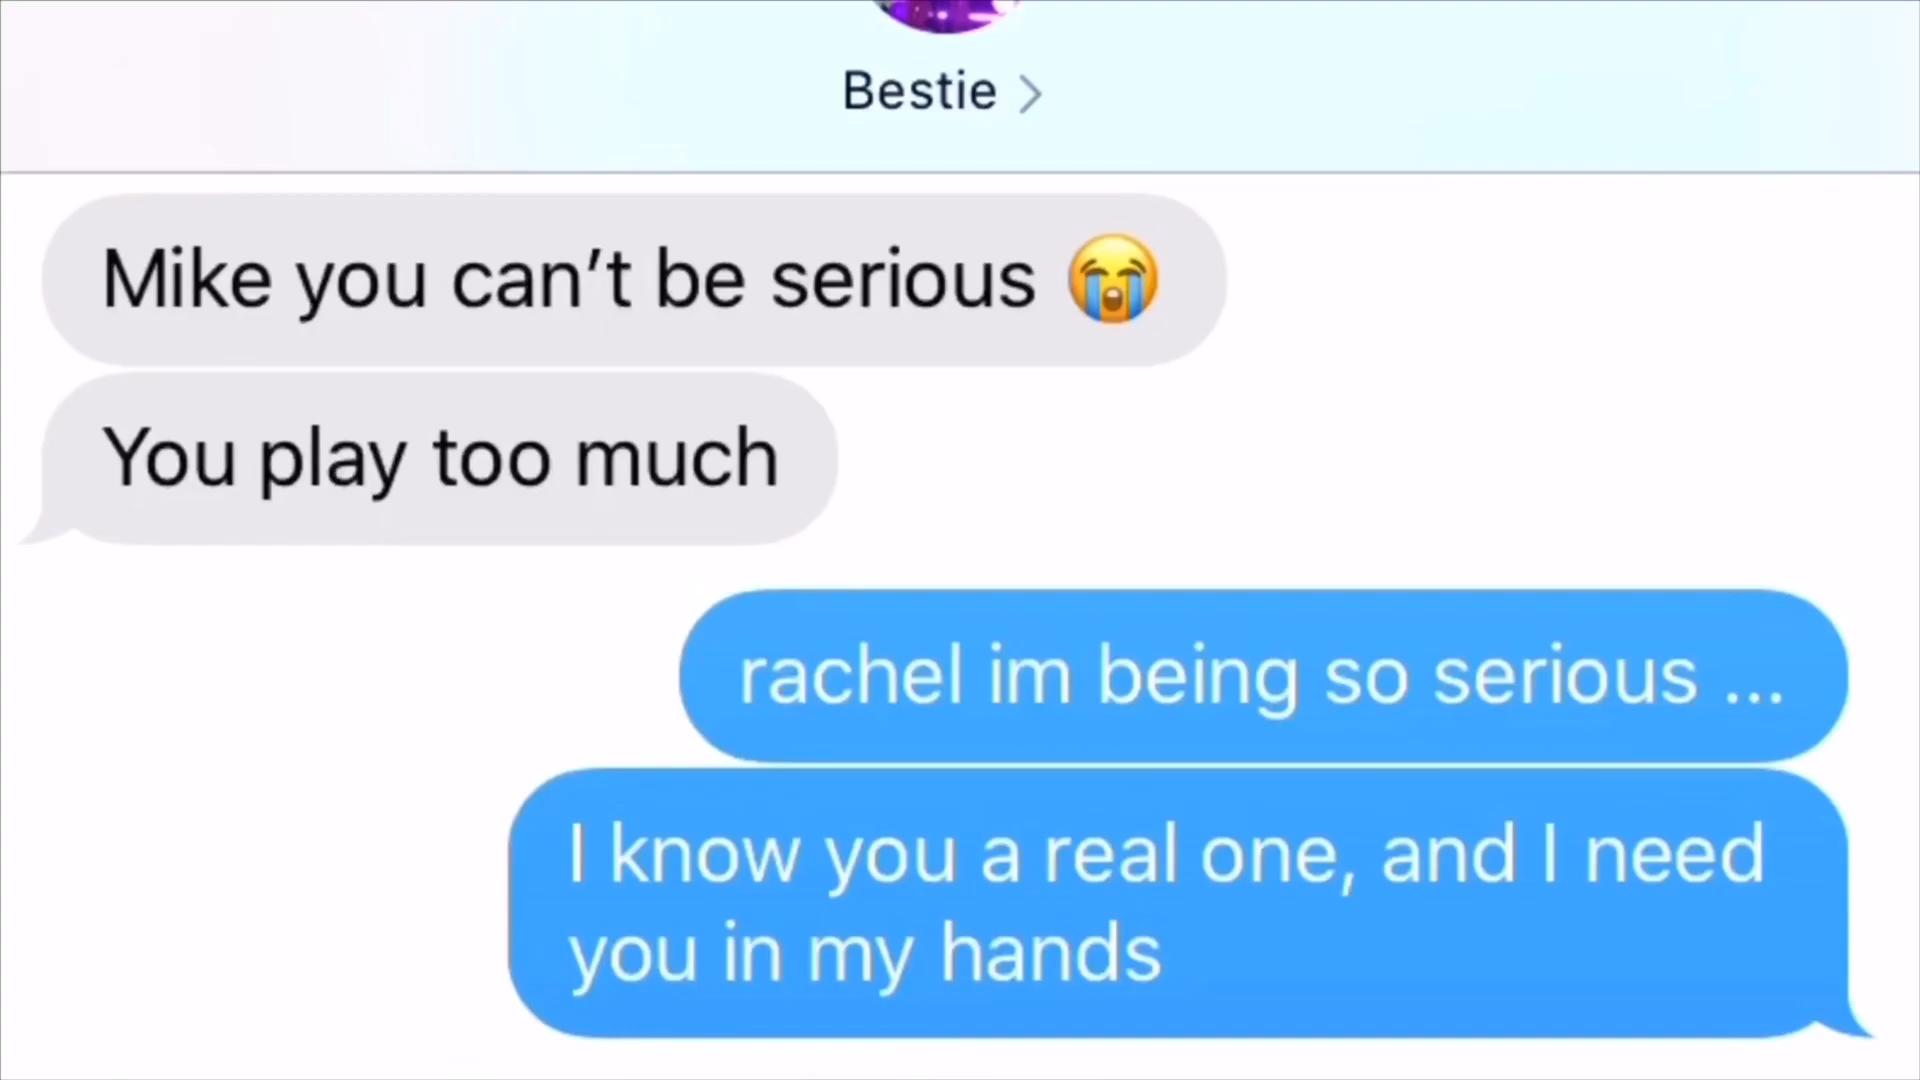 Bestie
Mike you can’t be serious 😭
You play too much
rachel im being so serious ...
I know you a real one, and I need
you in my hands